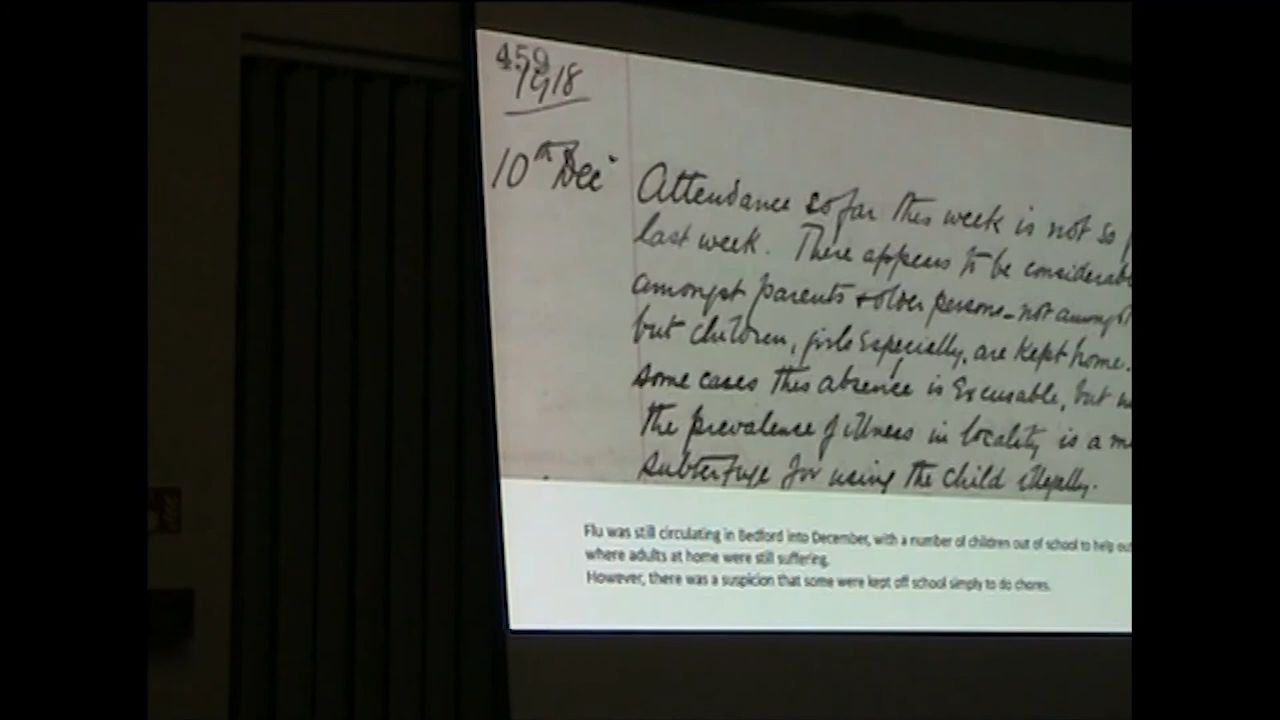 459
1918
10th Dec
Attendance so far this week is not so
last week. There appears to be considerab
amongst parents + older persons - not amongst
but children, girls especially, are kept home.
some cases this absence is excusable, but
the prevalence of illness in locality is a m
subterfuge for using the child illegally.
Flu was still circulating in Bedford into December, with a number of children out of school to help out
where adults at home were still suffering.
However, there was a suspicion that some were kept off school simply to do chores.